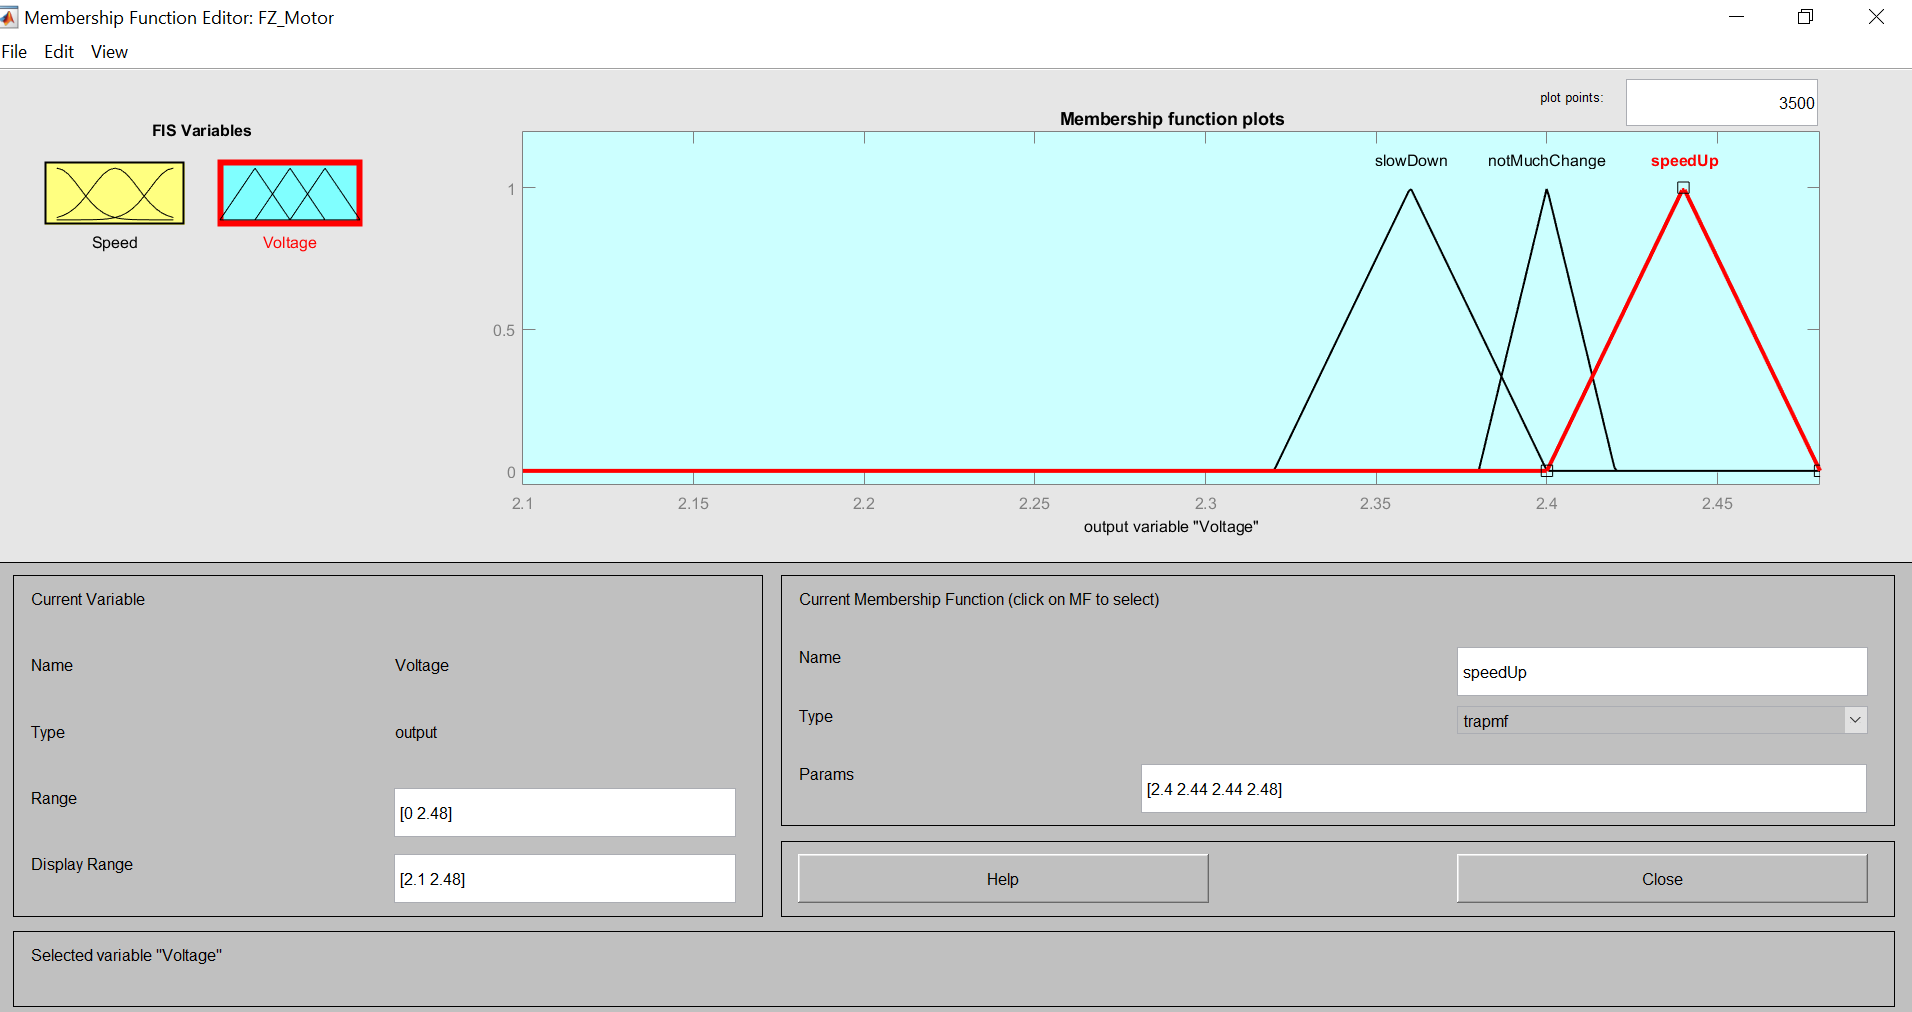 Membership Function Editor: FZ_Motor
File Edit View
plot points: 3500
FIS Variables
Membership function plots
Speed
Voltage
slowDown notMuchChange speedUp
1
0.5
0
2.1 2.15 2.2 2.25 2.3 2.35 2.4 2.45
output variable "Voltage"
Current Variable
Name Voltage
Type output
Range [0 2.48]
Display Range [2.1 2.48]
Current Membership Function (click on MF to select)
Name speedUp
Type trapmf
Params [2.4 2.44 2.44 2.48]
Help Close
Selected variable "Voltage"